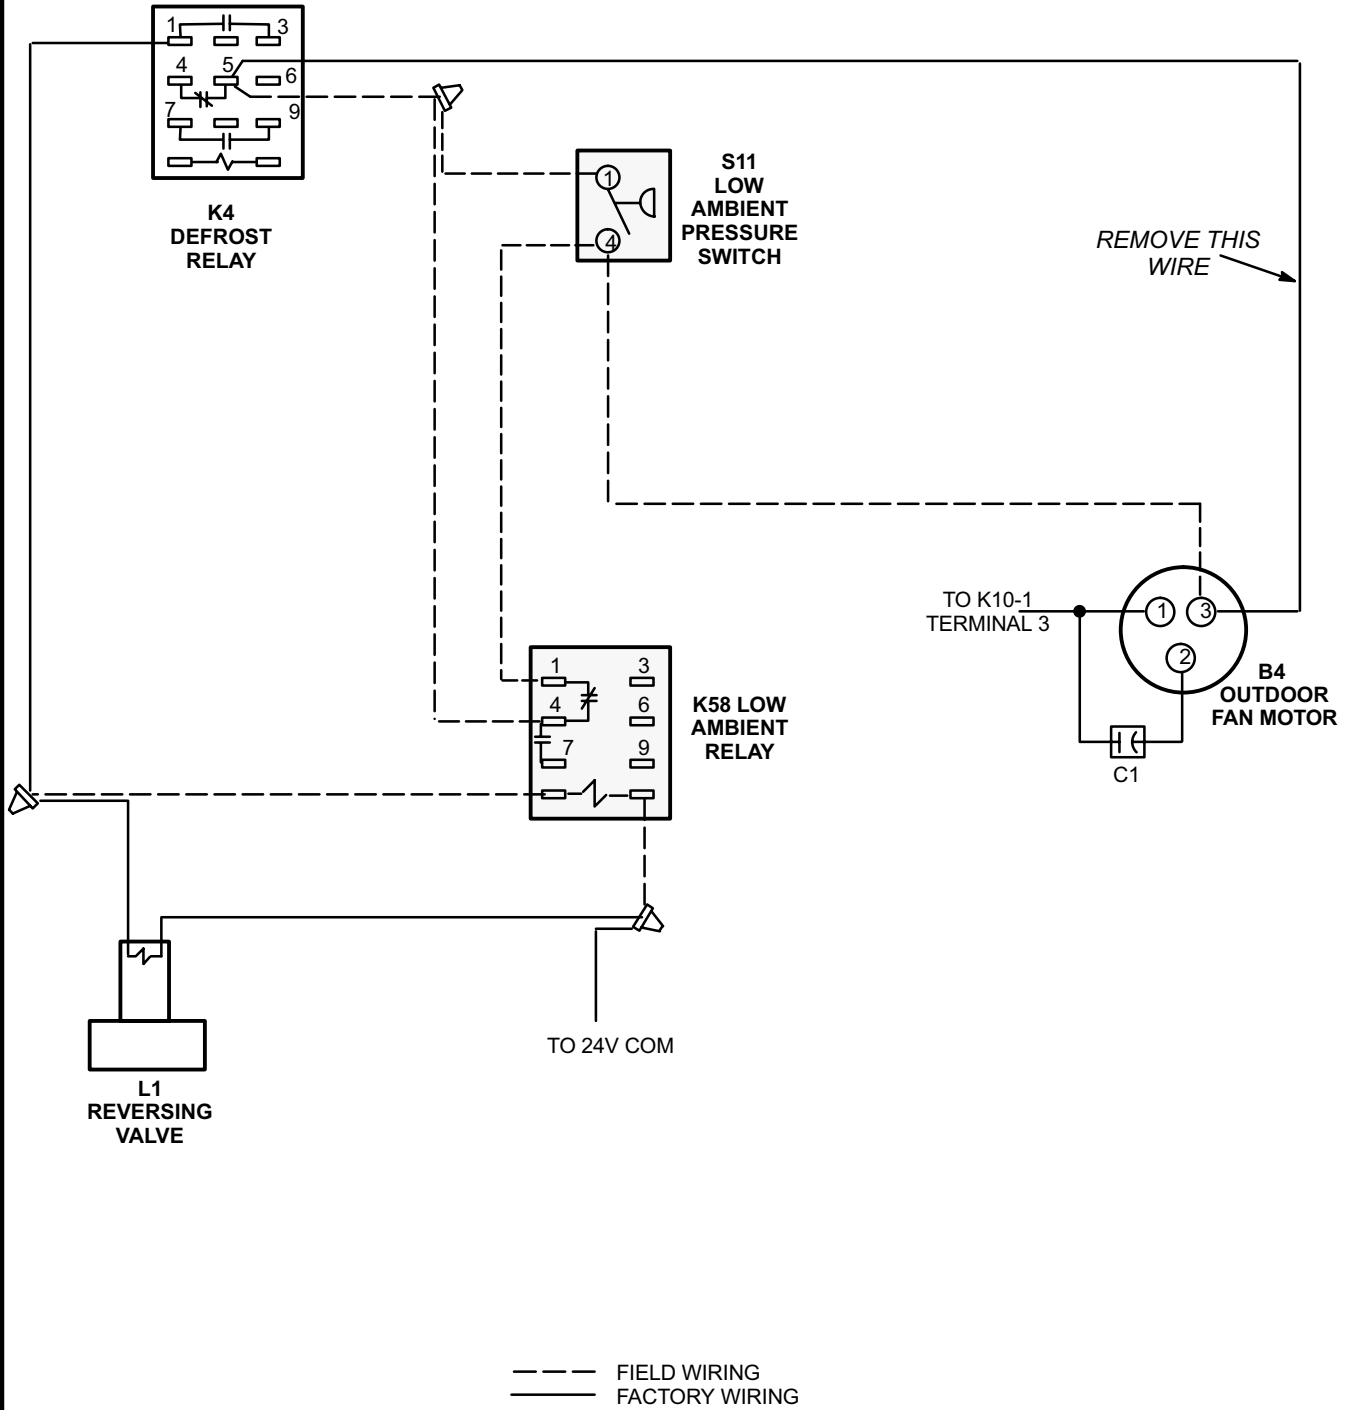 1
3
4
5
6
7
9
K4
DEFROST
RELAY
1
4
S11
LOW
AMBIENT
PRESSURE
SWITCH
REMOVE THIS
WIRE
TO K10-1
TERMINAL 3
1
3
2
B4
OUTDOOR
FAN MOTOR
C1
1
3
4
6
7
9
K58 LOW
AMBIENT
RELAY
TO 24V COM
L1
REVERSING
VALVE
FIELD WIRING
FACTORY WIRING